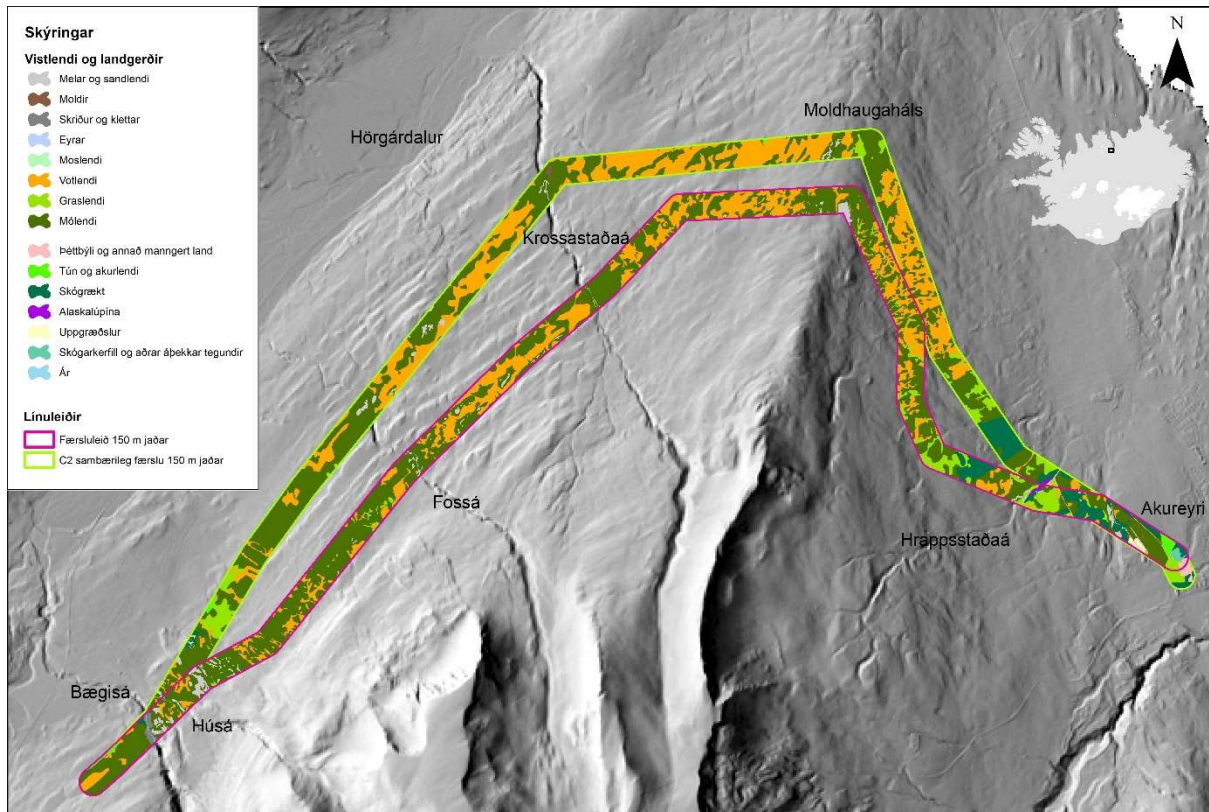 Skýringar
Vistlendi og landgerðir
Melar og sandlendi
Moldir
Skriður og klettar
Eyrar
Moslendi
Votlendi
Graslendi
Mólendi
Þéttbýli og annað manngert land
Tún og akurlendi
Skógrækt
Alaskalúpína
Uppgræðslur
Skógarkerfill og aðrar áþekkar tegundir
Ár
Línuleiðir
Færsluleið 150 m jaðar
C2 sambærileg færslu 150 m jaðar
N
Moldhaugaháls
Hörgárdalur
Krossastaðaá
Fossá
Akureyri
Hrappsstaðaá
Bægisá
Húsá